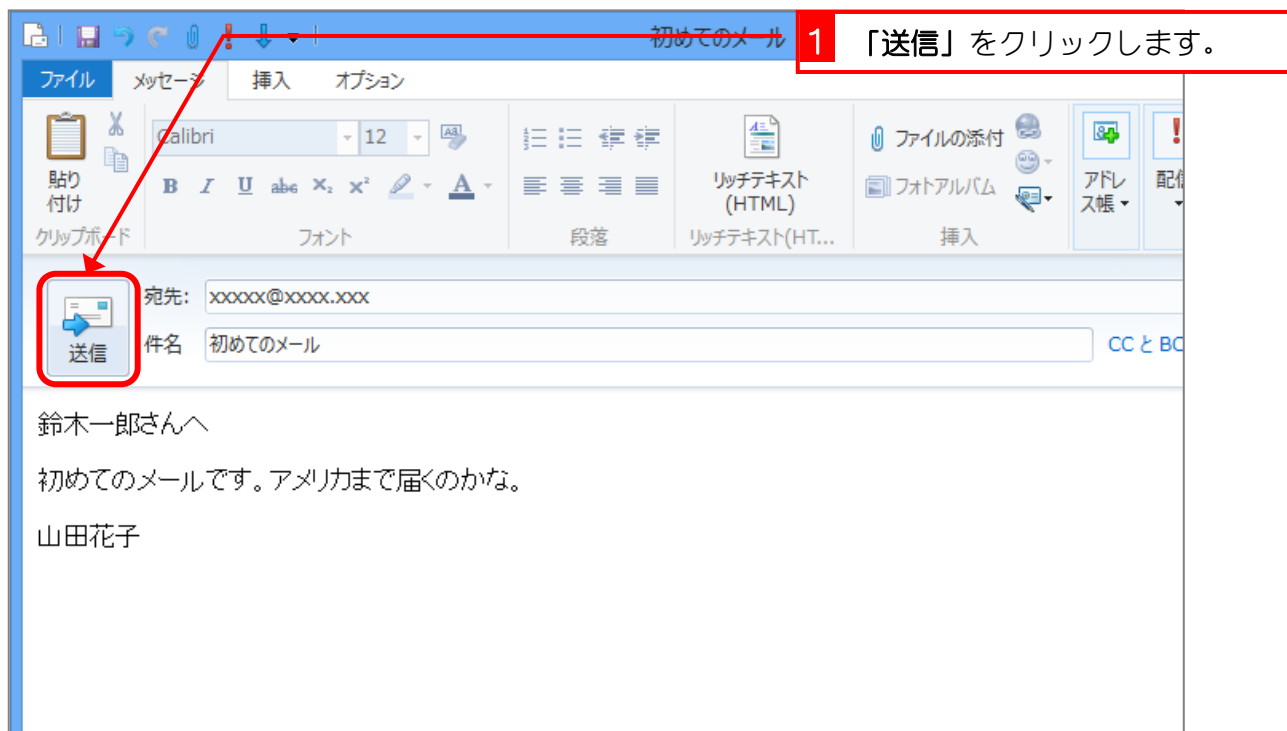 初めてのメール
1 「送信」をクリックします。
ファイル メッセージ 挿入 オプション
Calibri 12
貼り付け
B I U abc X₂ X² A
リッチテキスト
(HTML)
ファイルの添付
フォトアルバム
アドレス帳
クリップボード フォント 段落 リッチテキスト(HT... 挿入
送信
宛先: xxxxx@xxxx.xxx
件名 初めてのメール CC と BC
鈴木一郎さんへ
初めてのメールです。アメリカまで届くのかな。
山田花子